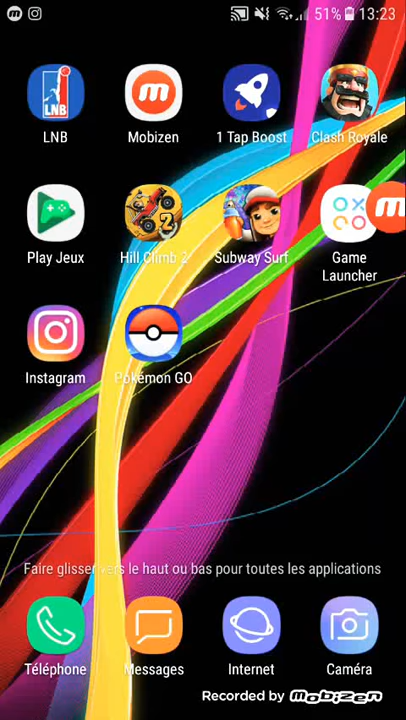 51% 13:23
LNB
LNB Mobizen 1 Tap Boost Clash Royale
2
Play Jeux Hill Climb 2 Subway Surf Game Launcher
Instagram Pokémon GO
Faire glisser vers le haut ou bas pour toutes les applications
Téléphone Messages Internet Caméra
Recorded by Mobizen